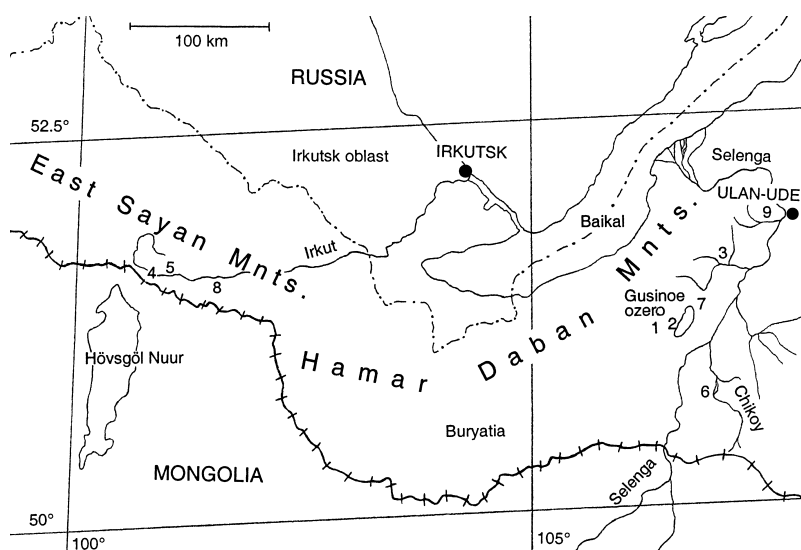 100 km
RUSSIA
52.5°
Irkutsk oblast
IRKUTSK
Selenga
ULAN-UDE
9
East Sayan Mnts.
Baikal
Irkut
3
4
5
8
Gusinoe
ozero
7
1
2
Hövsgöl Nuur
Hamar Daban Mnts.
6
Chikoy
Buryatia
MONGOLIA
Selenga
50°
100°
105°